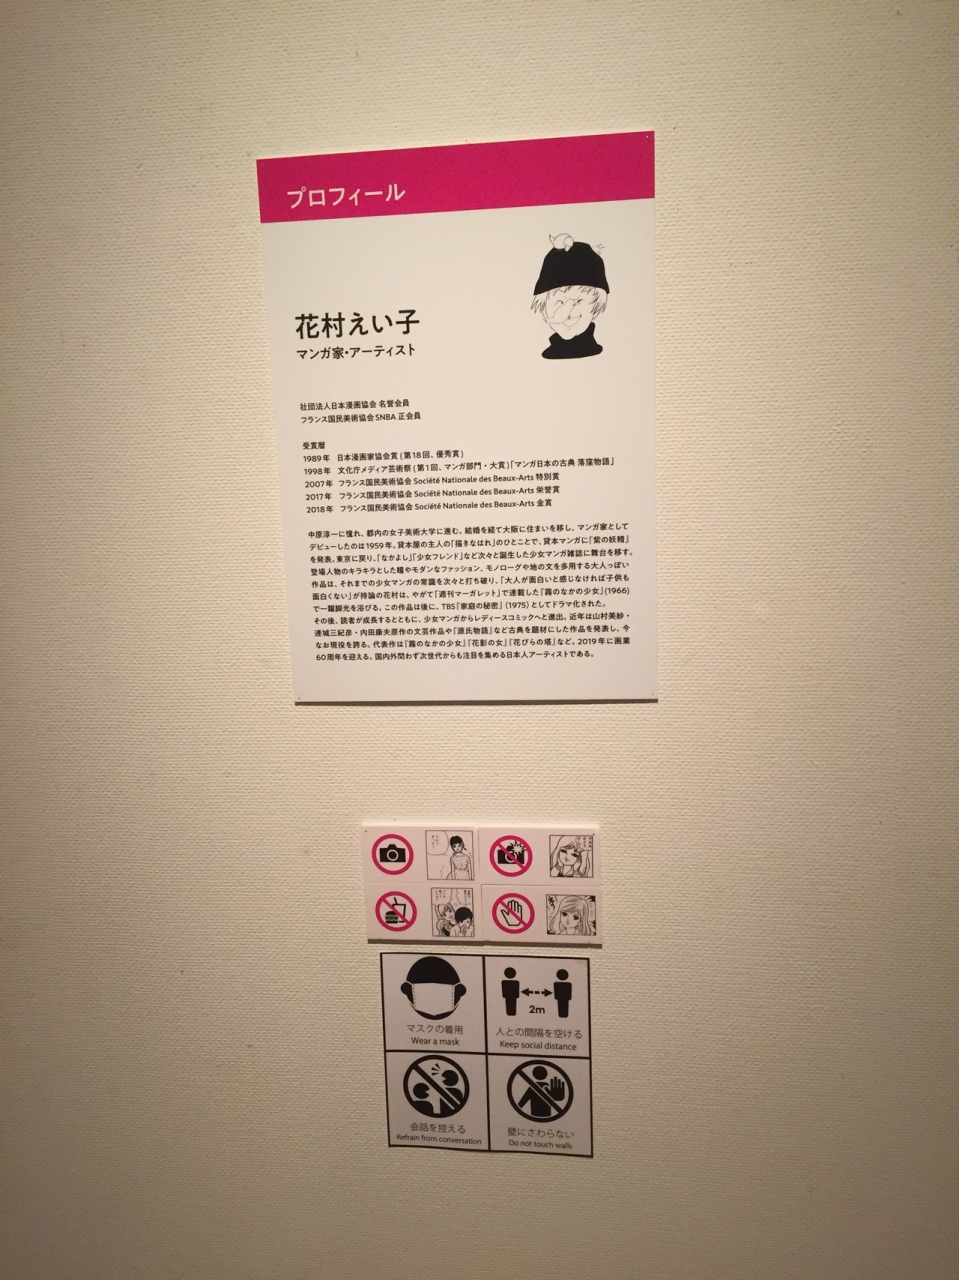 プロフィール
花村えい子
マンガ家・アーティスト
社団法人日本漫画協会 名誉会員
フランス国民美術協会 SNBA 正会員
受賞暦
1989年 日本漫画家協会賞(第18回、優秀賞)
1998年 文化庁メディア芸術祭(第1回、マンガ部門・大賞)「マンガ日本の古典 落窪物語」
2007年 フランス国民美術協会 Société Nationale des Beaux-Arts 特別賞
2017年 フランス国民美術協会 Société Nationale des Beaux-Arts 栄誉賞
2018年 フランス国民美術協会 Société Nationale des Beaux-Arts 金賞
中原淳一に憧れ、都内の女子美術大学に進む。結婚を経て大阪に住まいを移し、マンガ家として
デビューしたのは1959年。貸本屋の主人の「描きなはれ」のひとことで、貸本マンガに「紫の妖精」
を発表。東京に戻り、「なかよし」「少女フレンド」など次々と誕生した少女マンガ雑誌に舞台を移す。
登場人物のキラキラとした瞳やモダンなファッション、モノローグや地の文を多用する大人っぽい
作品は、それまでの少女マンガの常識を次々と打ち破り、「大人が面白いと感じなければ子供も
面白くない」が持論の花村は、やがて「週刊マーガレット」で連載した『霧のなかの少女』(1966)
で一躍脚光を浴びる。この作品は後に、TBS『家庭の秘密』(1975)としてドラマ化された。
その後、読者が成長するとともに、少女マンガからレディースコミックへと進出。近年は山村美紗・
連城三紀彦・内田康夫原作の文芸作品や『源氏物語』など古典を題材にした作品を発表し、今
なお現役を誇る。代表作は『霧のなかの少女』『花影の女』『花びらの塔』など。2019年に画業
60周年を迎える。国内外問わず次世代からも注目を集める日本人アーティストである。
2m
マスクの着用
Wear a mask
人との間隔を空ける
Keep social distance
会話を控える
Refrain from conversation
壁にさわらない
Do not touch walls